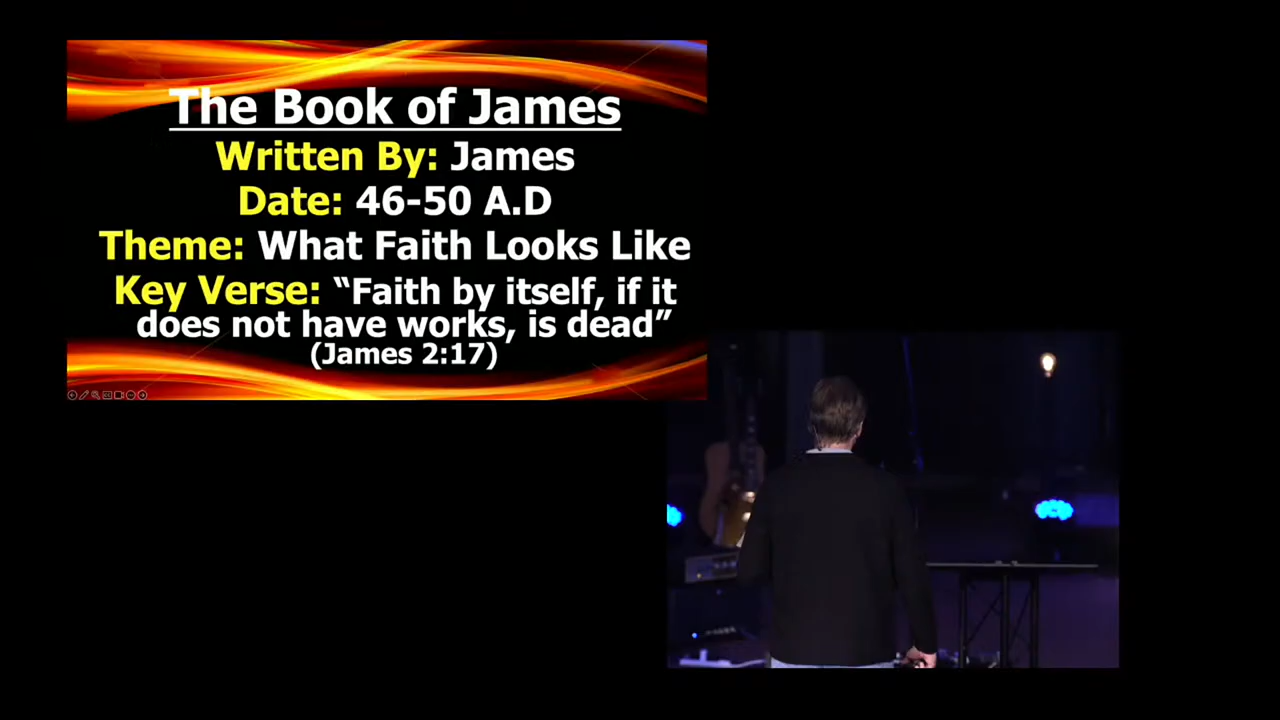 The Book of James
Written By: James
Date: 46-50 A.D
Theme: What Faith Looks Like
Key Verse: “Faith by itself, if it
does not have works, is dead”
(James 2:17)